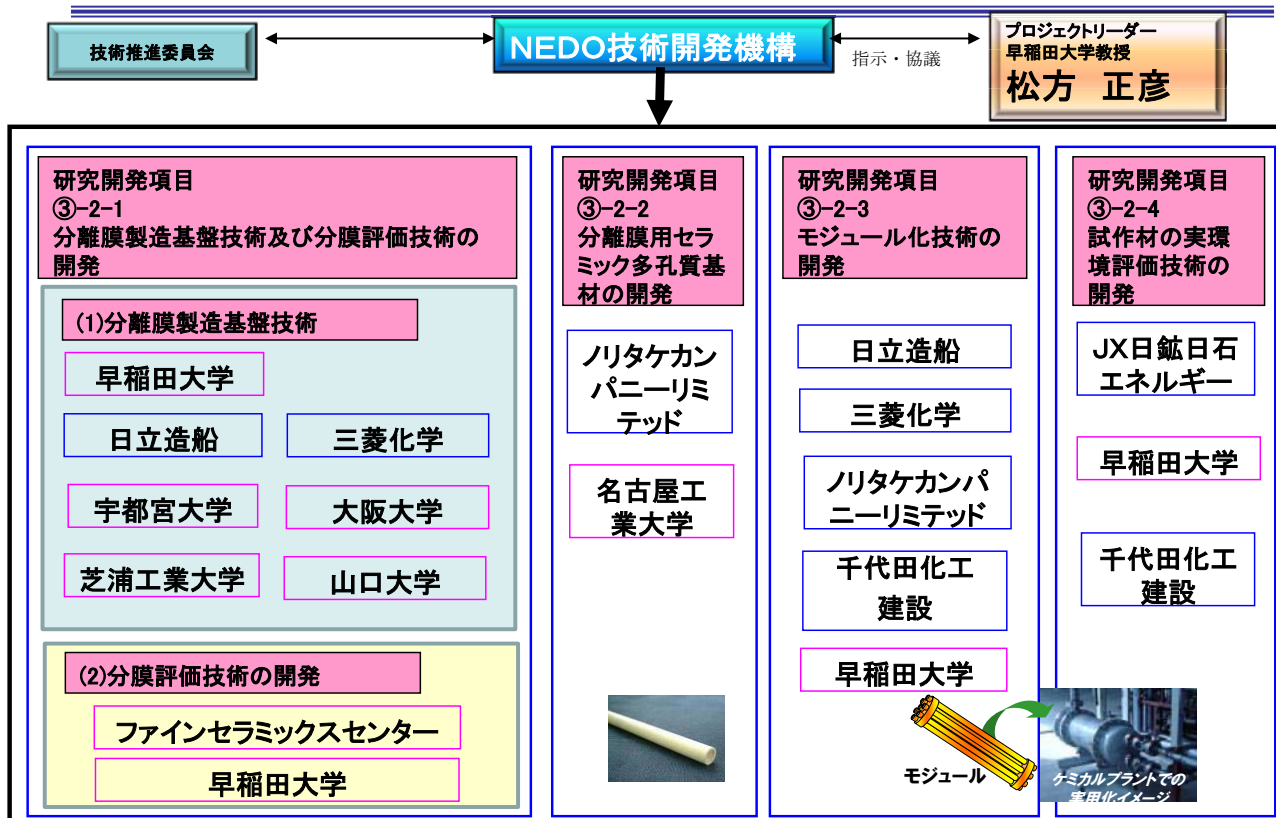 技術推進委員会
NEDO技術開発機構
指示・協議
プロジェクトリーダー
早稲田大学教授
松方 正彦
研究開発項目
③-2-1
分離膜製造基盤技術及び分膜評価技術の
開発
(1)分離膜製造基盤技術
早稲田大学
日立造船
三菱化学
宇都宮大学
大阪大学
芝浦工業大学
山口大学
(2)分膜評価技術の開発
ファインセラミックスセンター
早稲田大学
研究開発項目
③-2-2
分離膜用セラ
ミック多孔質基
材の開発
ノリタケカン
パニーリミ
テッド
名古屋工
業大学
研究開発項目
③-2-3
モジュール化技術の
開発
日立造船
三菱化学
ノリタケカンパ
ニーリミテッド
千代田化工
建設
早稲田大学
モジュール
研究開発項目
③-2-4
試作材の実環
境評価技術の
開発
JX日鉱日石
エネルギー
早稲田大学
千代田化工
建設
ケミカルプラントでの
実用化イメージ